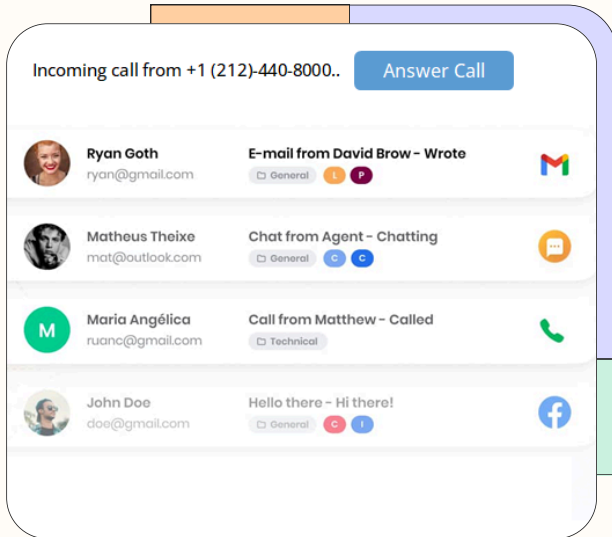 Incoming call from +1 (212)-440-8000..
Answer Call
Ryan Goth
E-mail from David Brow - Wrote
ryan@gmail.com
General L P
Matheus Theixe
Chat from Agent - Chatting
mat@outlook.com
General C C
M
Maria Angélica
Call from Matthew - Called
ruanc@gmail.com
Technical
John Doe
Hello there - Hi there!
doe@gmail.com
General C I